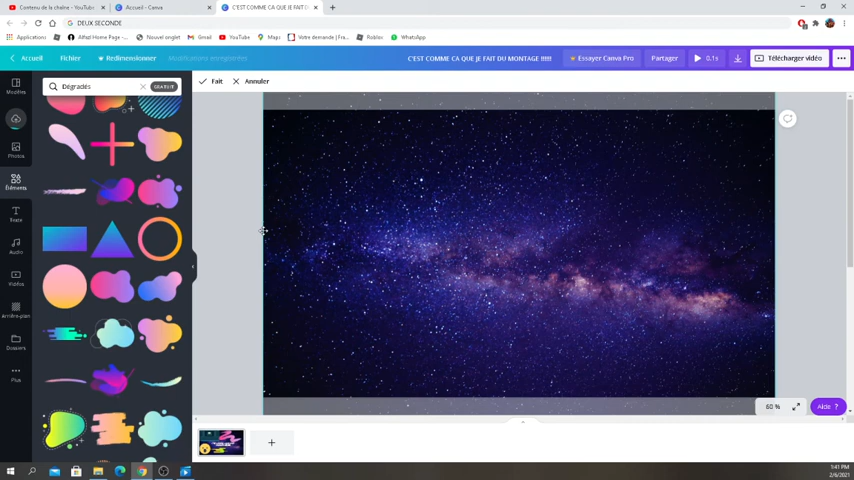 Contenu de la chaîne - YouTube
Accueil - Canva
C'EST COMME CA QUE JE FAIT
DEUX SECONDE
Applications
YouTube
Alfazl Home Page -...
Nouvel onglet
Gmail
YouTube
Maps
Votre demande | Fra...
Roblox
WhatsApp
Accueil
Fichier
Redimensionner
Modifications enregistrées
C'EST COMME CA QUE JE FAIT DU MONTAGE !!!!!!
Essayer Canva Pro
Partager
0.1s
Télécharger vidéo
Dégradés
GRATUIT
Fait
Annuler
Modèles
Photos
Éléments
Texte
Audio
Vidéos
Arrière-plan
Dossiers
Plus
60 %
Aide ?
1:41 PM
2/6/2021